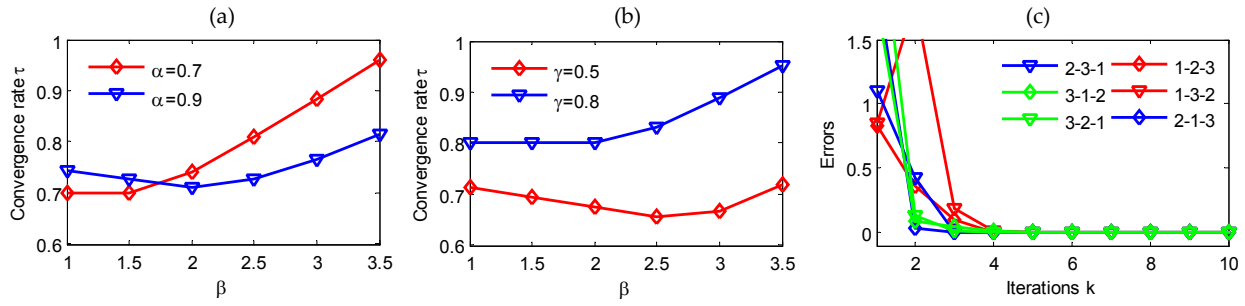 (a)
Convergence rate τ
1
0.9
0.8
0.7
0.6
α=0.7
α=0.9
1 1.5 2 2.5 3 3.5
β
(b)
Convergence rate τ
1
0.9
0.8
0.7
0.6
γ=0.5
γ=0.8
1 1.5 2 2.5 3 3.5
β
(c)
Errors
1.5
1
0.5
0
2-3-1 1-2-3
3-1-2 1-3-2
3-2-1 2-1-3
2 4 6 8 10
Iterations k